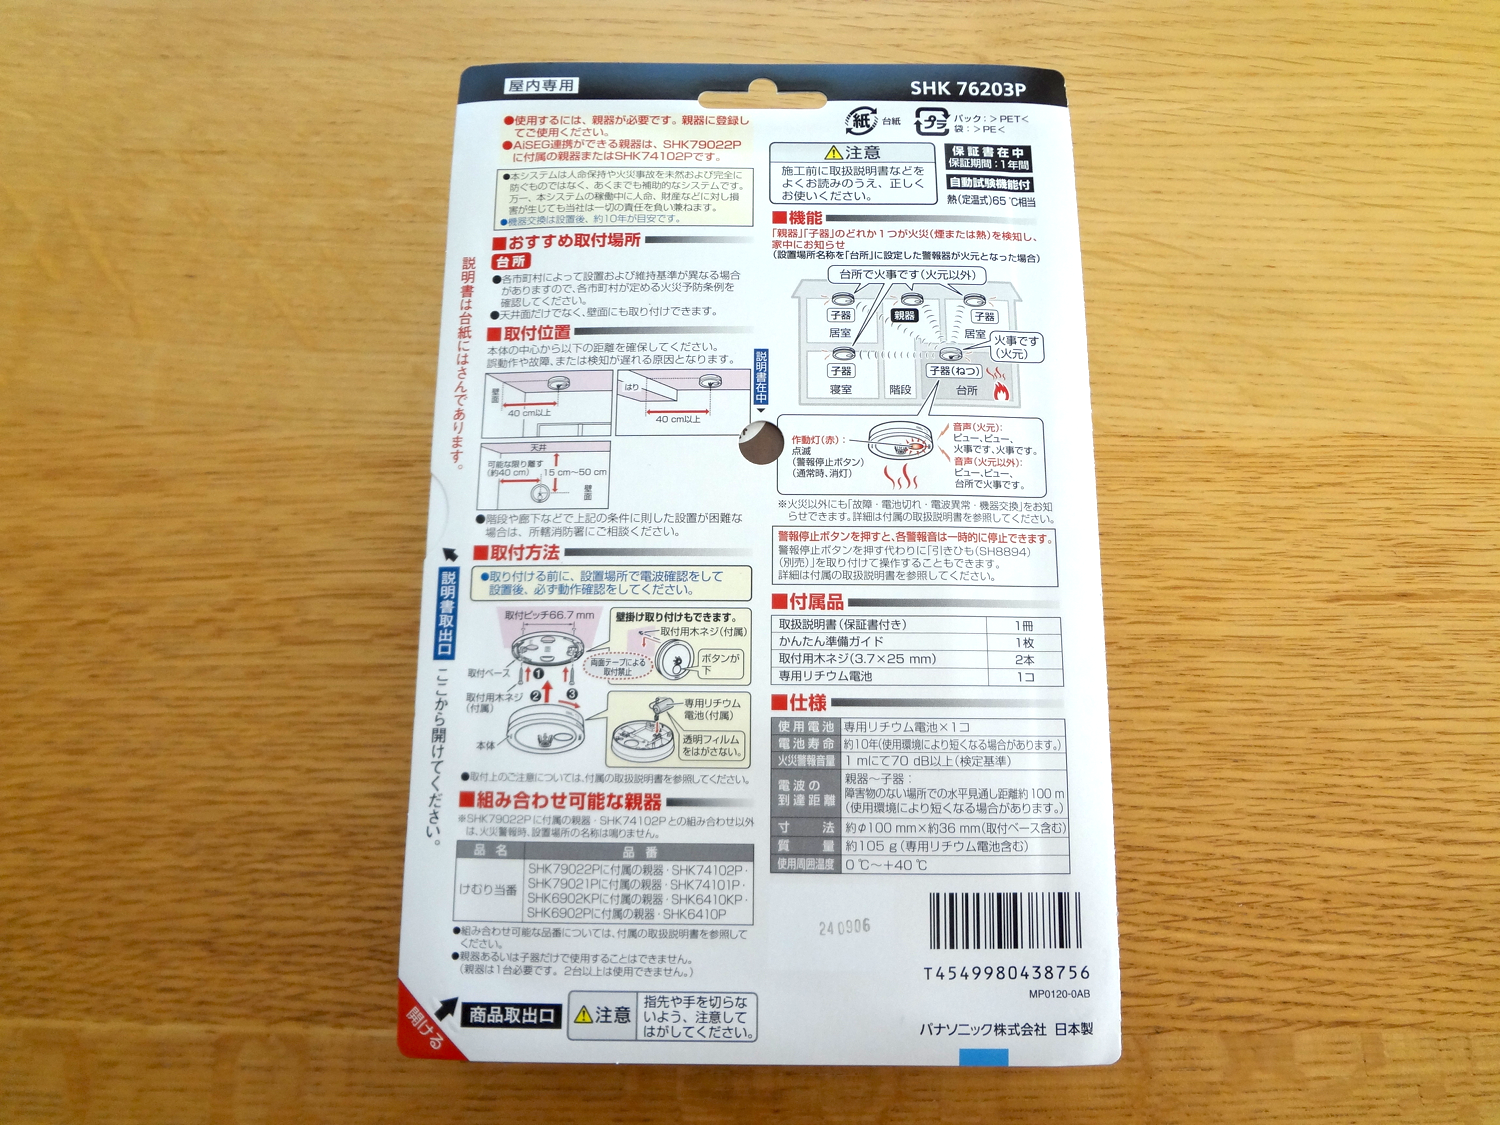 屋内専用
SHK 76203P
●使用するには、親器が必要です。親器に登録し
てご使用ください。
●AiSEG連携ができる親器は、SHK79022P
に付属の親器またはSHK74102Pです。
●本システムは人命保持や火災事故を未然および完全に
防ぐものではなく、あくまでも補助的なシステムです。
万一、本システムの稼働中に人命、財産などに対し損
害が生じても当社は一切の責任を負い兼ねます。
●機器交換は設置後、約10年が目安です。
■おすすめ取付場所
台所
●各市町村によって設置および維持基準が異なる場合
がありますので、各市町村が定める火災予防条例を
確認してください。
●天井面だけでなく、壁面にも取り付けできます。
■取付位置
本体の中心から以下の距離を確保してください。
誤動作や故障、または検知が遅れる原因となります。
壁面
40 cm以上
はり
40 cm以上
天井
可能な限り離す
(約40 cm)
15 cm〜50 cm
壁面
●階段や廊下などで上記の条件に則した設置が困難な
場合は、所轄消防署にご相談ください。
■取付方法
●取り付ける前に、設置場所で電波確認をして
設置後、必ず動作確認をしてください。
取付ピッチ66.7 mm
取付ベース
❶
取付用木ネジ
(付属)
❷
❸
本体
壁掛け取り付けもできます。
取付用木ネジ(付属)
両面テープによる
取付禁止
ボタンが
下
専用リチウム
電池(付属)
透明フィルム
をはがさない。
●取付上のご注意については、付属の取扱説明書を参照してください。
■組み合わせ可能な親器
※SHK79022Pに付属の親器・SHK74102Pとの組み合わせ以外
は、火災警報時、設置場所の名称は鳴りません。
品名 品番
けむり当番
SHK79022Pに付属の親器・SHK74102P・
SHK79021Pに付属の親器・SHK74101P・
SHK6902KPに付属の親器・SHK6410KP・
SHK6902Pに付属の親器・SHK6410P
●組み合わせ可能な品番については、付属の取扱説明書を参照して
ください。
●親器あるいは子器だけで使用することはできません。
(親器は1台必要です。2台以上は使用できません。)
説明書は台紙にはさんであります。
説明書取出口
ここから開けてください。
開ける
商品取出口
注意
指先や手を切らな
いよう、注意して
はがしてください。
説明書在中
紙
台紙
プラ
パック：>PET<
袋：>PE<
注意
施工前に取扱説明書などを
よくお読みのうえ、正しく
お使いください。
保証書在中
保証期間：1年間
自動試験機能付
熱(定温式)65℃相当
■機能
「親器」「子器」のどれか1つが火災(煙または熱)を検知し、
家中にお知らせ
(設置場所名称を「台所」に設定した警報器が火元となった場合)
台所で火事です(火元以外)
子器
居室
親器
子器
居室
火事です
(火元)
子器
寝室
階段
子器(ねつ)
台所
作動灯(赤)：
点滅
(警報停止ボタン)
(通常時、消灯)
音声(火元)：
ピュー、ピュー、
火事です、火事です。
音声(火元以外)：
ピュー、ピュー、
台所で火事です。
※火災以外にも「故障・電池切れ・電波異常・機器交換」をお知
らせできます。詳細は付属の取扱説明書を参照してください。
警報停止ボタンを押すと、各警報音は一時的に停止できます。
警報停止ボタンを押す代わりに「引きひも(SH8894)
(別売)」を取り付けて操作することもできます。
詳細は付属の取扱説明書を参照してください。
■付属品
取扱説明書(保証書付き) 1冊
かんたん準備ガイド 1枚
取付用木ネジ(3.7×25 mm) 2本
専用リチウム電池 1コ
■仕様
使用電池 専用リチウム電池×1コ
電池寿命 約10年(使用環境により短くなる場合があります。)
火災警報音量 1 mにて70 dB以上(検定基準)
電波の
到達距離
親器〜子器：
障害物のない場所での水平見通し距離約100 m
(使用環境により短くなる場合があります。)
寸法 約φ100 mm×約36 mm(取付ベース含む)
質量 約105 g(専用リチウム電池含む)
使用周囲温度 0℃〜+40℃
240906
T4549980438756
MP0120-0AB
パナソニック株式会社 日本製